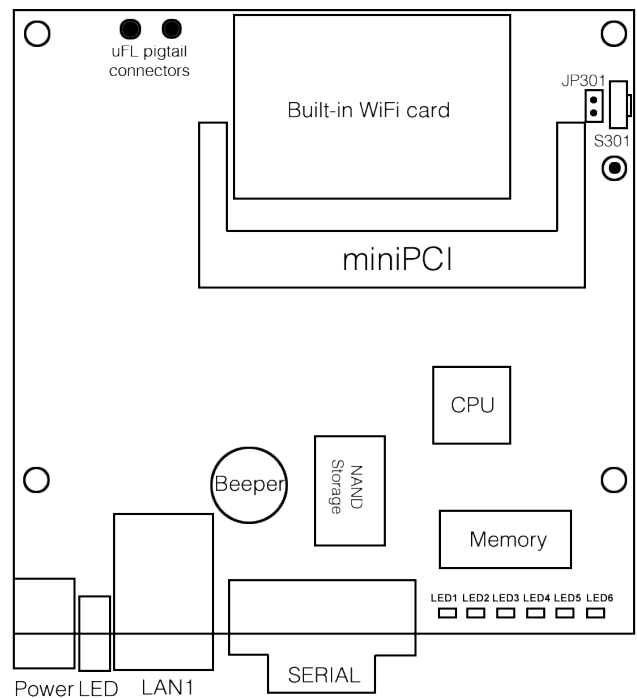 uFL pigtail
connectors
Built-in WiFi card
JP301
S301
miniPCI
CPU
Beeper
NAND
Storage
Memory
LED1 LED2 LED3 LED4 LED5 LED6
Power LED LAN1 SERIAL